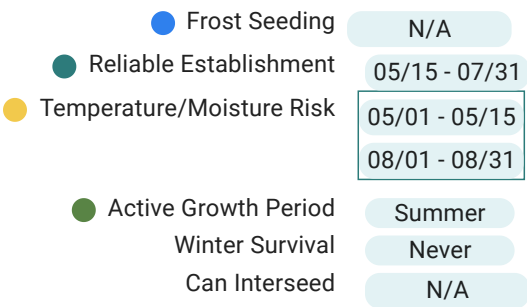 Frost Seeding N/A
Reliable Establishment 05/15 - 07/31
Temperature/Moisture Risk 05/01 - 05/15
08/01 - 08/31
Active Growth Period Summer
Winter Survival Never
Can Interseed N/A